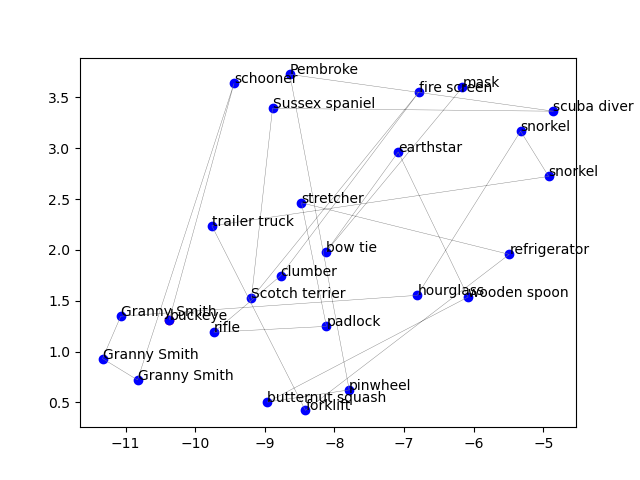 Pembroke
schooner
fire screen
mask
Sussex spaniel
scuba diver
snorkel
earthstar
snorkel
stretcher
trailer truck
bow tie
refrigerator
clumber
Scotch terrier
hourglass
wooden spoon
Granny Smith
buckeye
rifle
padlock
Granny Smith
Granny Smith
pinwheel
butternut squash
forklift
3.5
3.0
2.5
2.0
1.5
1.0
0.5
−11 −10 −9 −8 −7 −6 −5